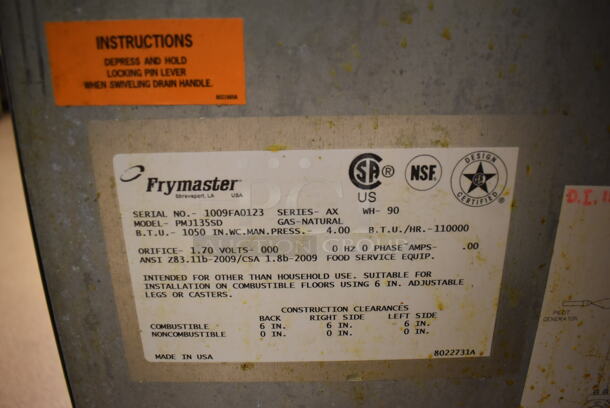 INSTRUCTIONS
DEPRESS AND HOLD
LOCKING PIN LEVER
WHEN SWIVELING DRAIN HANDLE.
Frymaster
Shreveport, LA USA
SA ® US
NSF.
DESIGN CERTIFIED
SERIAL NO.- 1009FA0123 SERIES- AX WH- 90
MODEL- PMJ135SD GAS-NATURAL
B.T.U.- 1050 IN.WC.MAN.PRESS.- 4.00 B.T.U./HR.-110000
ORIFICE- 1.70 VOLTS- 000 0 HZ 0 PHASE AMPS- .00
ANSI Z83.11b-2009/CSA 1.8b-2009 FOOD SERVICE EQUIP.
INTENDED FOR OTHER THAN HOUSEHOLD USE. SUITABLE FOR
INSTALLATION ON COMBUSTIBLE FLOORS USING 6 IN. ADJUSTABLE
LEGS OR CASTERS.
CONSTRUCTION CLEARANCES
BACK RIGHT SIDE LEFT SIDE
COMBUSTIBLE 6 IN. 6 IN. 6 IN.
NONCOMBUSTIBLE 0 IN. 0 IN. 0 IN.
MADE IN USA 8022731A
D.I.
PILOT
GENERATOR